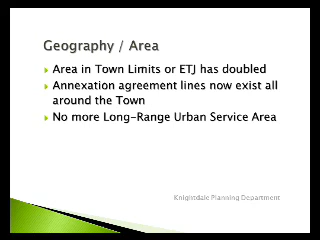 Geography / Area
Area in Town Limits or ETJ has doubled
Annexation agreement lines now exist all
around the Town
No more Long-Range Urban Service Area
Knightdale Planning Department